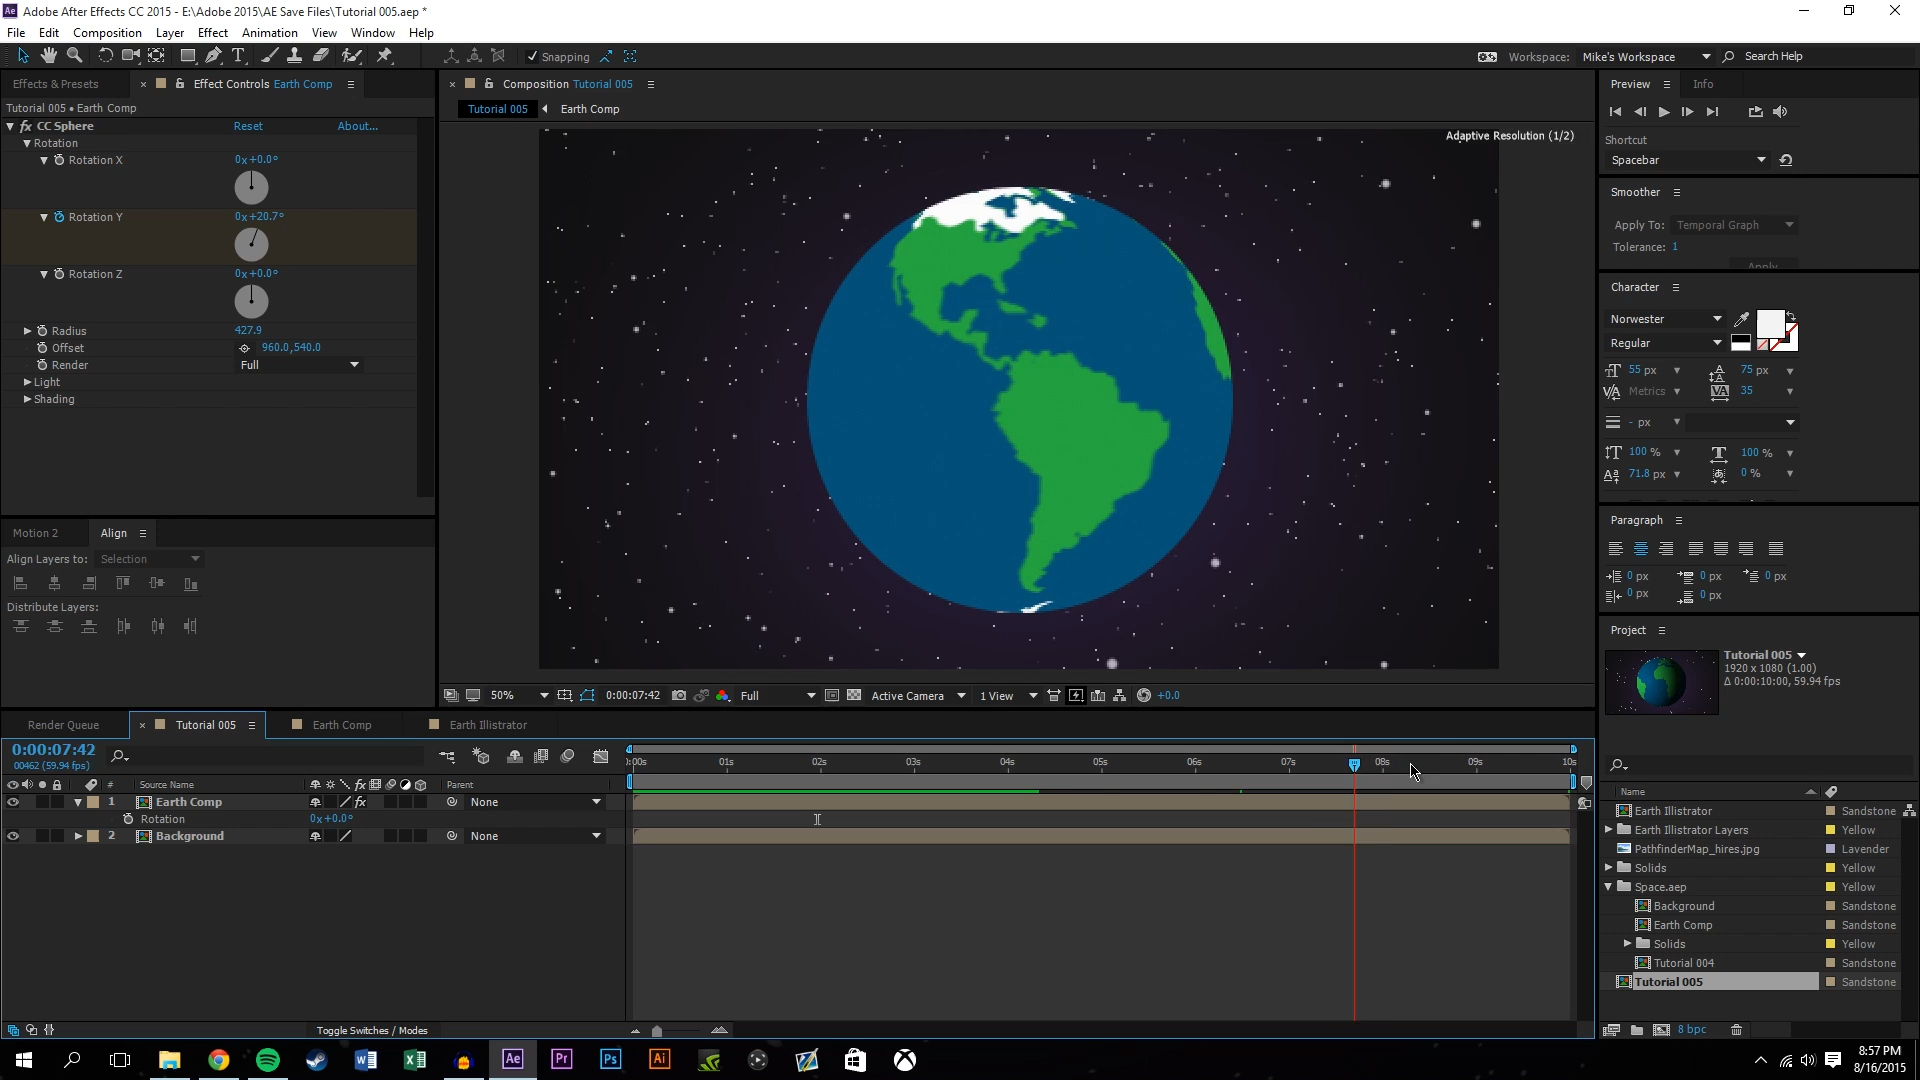 Adobe After Effects CC 2015 - E:\Adobe 2015\AE Save Files\Tutorial 005.aep *
File Edit Composition Layer Effect Animation View Window Help
Snapping
Workspace: Mike's Workspace
Search Help
Effects & Presets
Effect Controls Earth Comp
Tutorial 005 • Earth Comp
CC Sphere Reset About...
Rotation
Rotation X 0x+0.0°
Rotation Y 0x+20.7°
Rotation Z 0x+0.0°
Radius 427.9
Offset 960.0,540.0
Render Full
Light
Shading
Motion 2 Align
Align Layers to: Selection
Distribute Layers:
Composition Tutorial 005
Tutorial 005 Earth Comp
Adaptive Resolution (1/2)
50% 0:00:07:42 Full Active Camera 1 View +0.0
Preview Info
Shortcut
Spacebar
Smoother
Apply To: Temporal Graph
Tolerance: 1
Apply
Character
Norwester
Regular
55 px 75 px
Metrics 35
- px
100 % 100 %
71.8 px 0 %
Paragraph
0 px 0 px 0 px
0 px 0 px
Project
Tutorial 005
1920 x 1080 (1.00)
Δ 0:00:10:00, 59.94 fps
Name
Earth Illustrator Sandstone
Earth Illustrator Layers Yellow
PathfinderMap_hires.jpg Lavender
Solids Yellow
Space.aep Yellow
Background Sandstone
Earth Comp Sandstone
Solids Yellow
Tutorial 004 Sandstone
Tutorial 005 Sandstone
8 bpc
Render Queue Tutorial 005 Earth Comp Earth Illustrator
0:00:07:42
00462 (59.94 fps)
:00s 01s 02s 03s 04s 05s 06s 07s 08s 09s 10s
# Source Name fx Parent
1 Earth Comp fx None
Rotation 0x+0.0°
2 Background None
Toggle Switches / Modes
Ae Pr Ps Ai
8:57 PM
8/16/2015